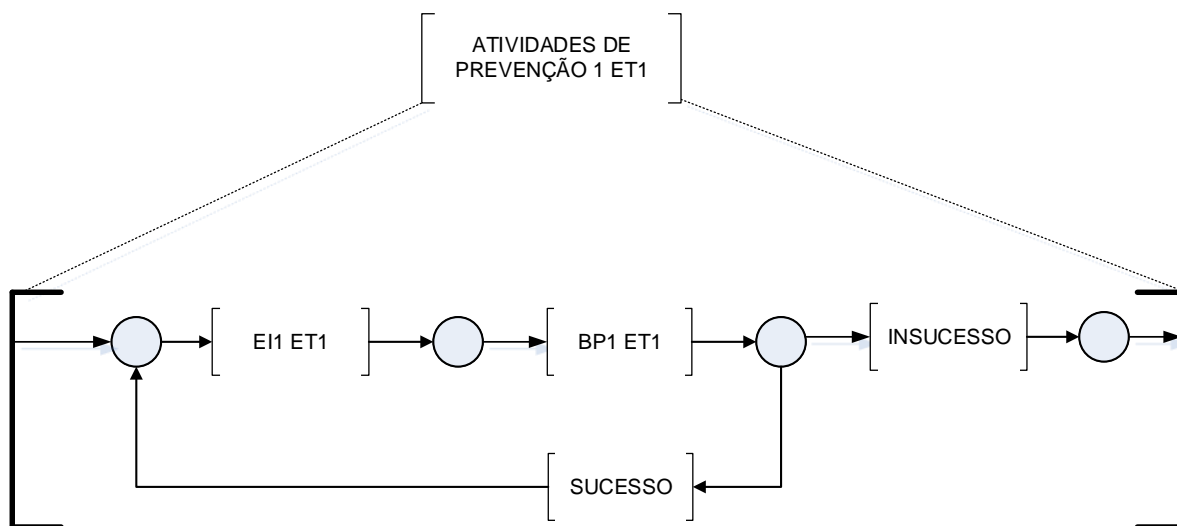 ATIVIDADES DE
PREVENÇÃO 1 ET1
EI1 ET1
BP1 ET1
INSUCESSO
SUCESSO